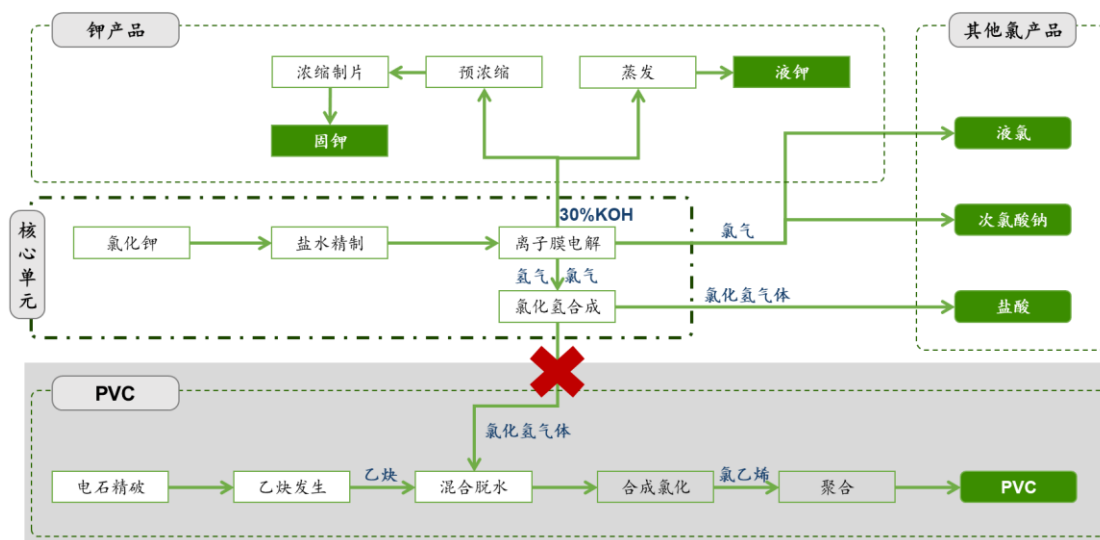 钾产品
其他氯产品
浓缩制片
预浓缩
蒸发
液钾
固钾
液氯
核心单元
30%KOH
氯化钾
盐水精制
离子膜电解
氯气
次氯酸钠
氢气
氯气
氯化氢合成
氯化氢气体
盐酸
PVC
氯化氢气体
电石精破
乙炔发生
乙炔
混合脱水
合成氯化
氯乙烯
聚合
PVC